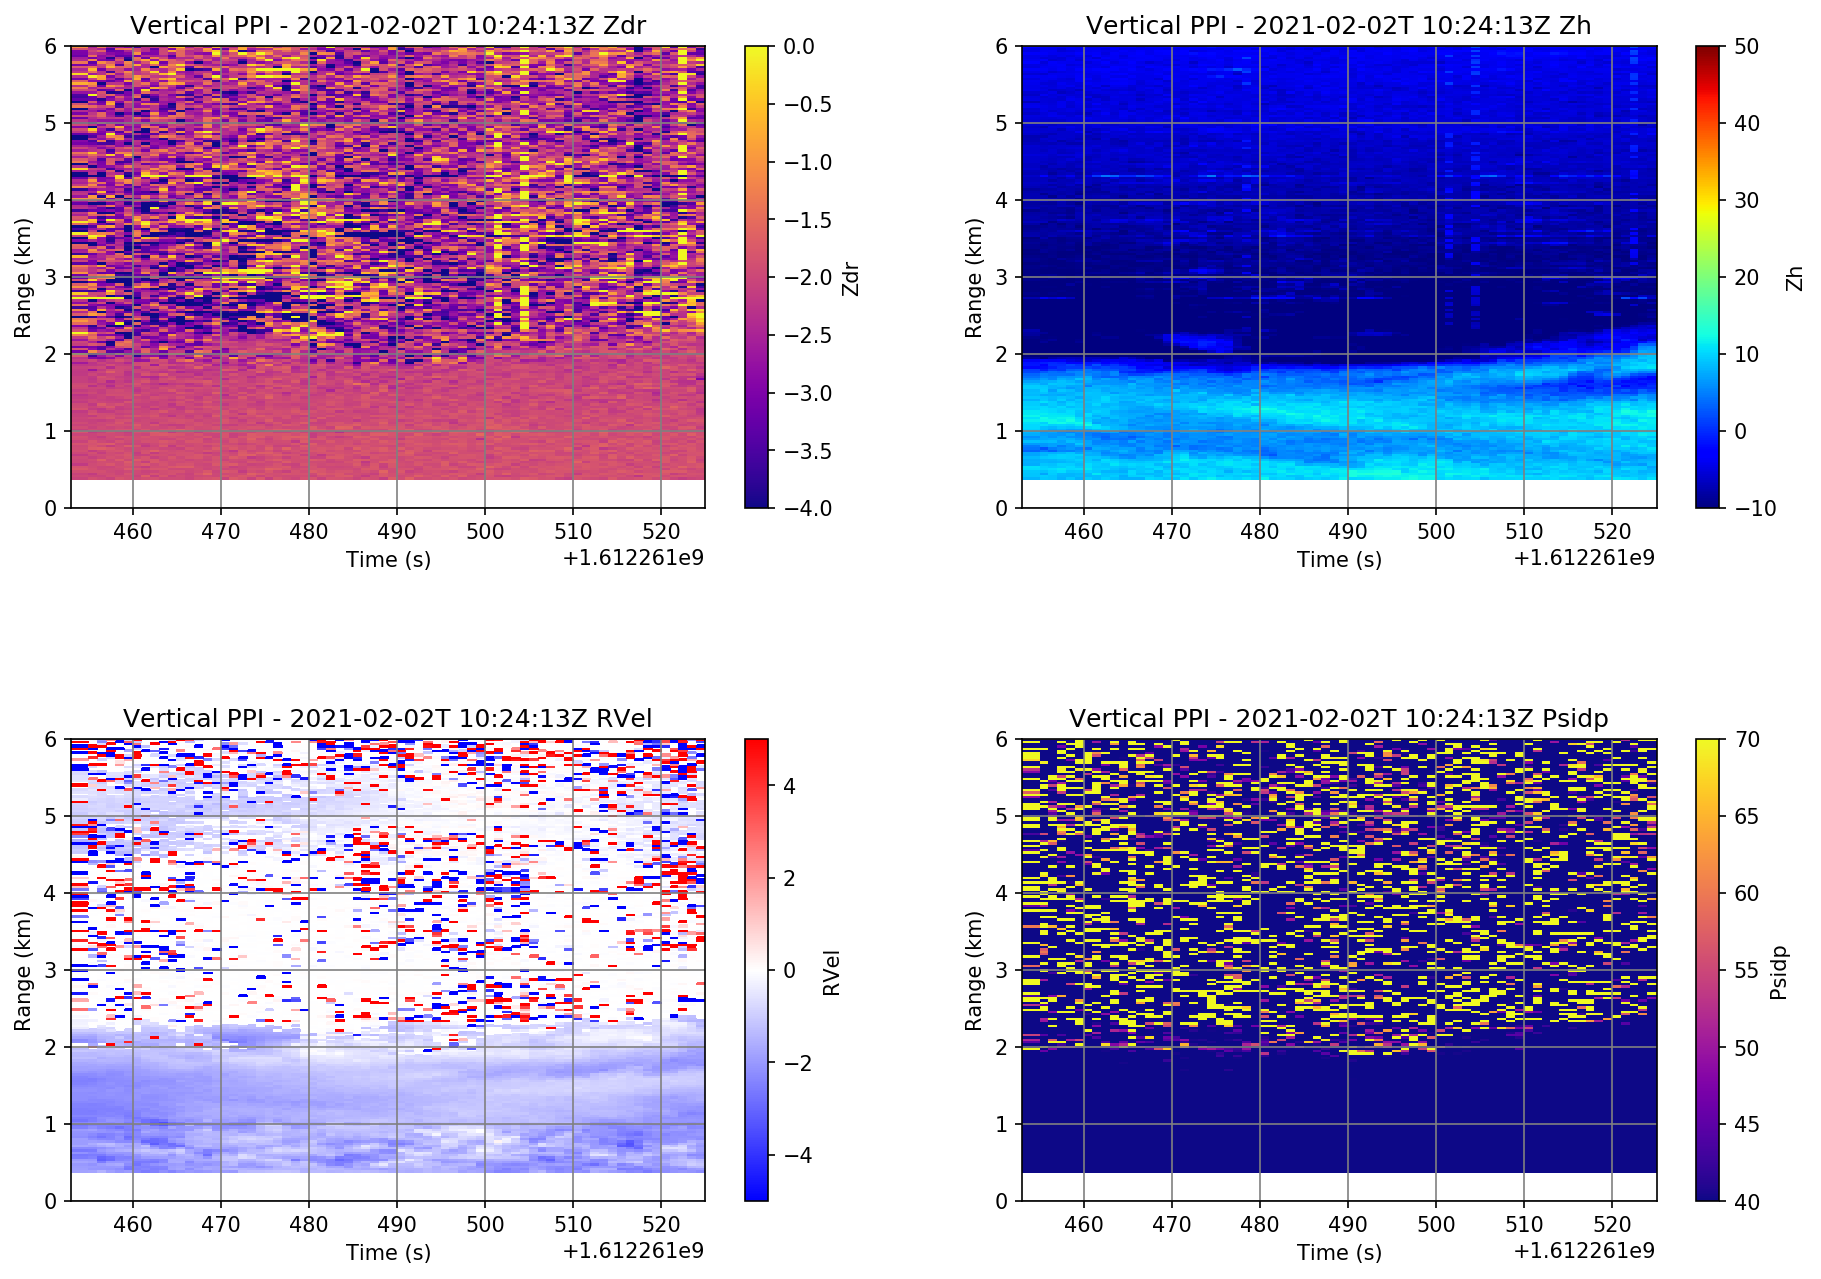 Vertical PPI - 2021-02-02T 10:24:13Z Zdr
6
5
4
3
2
1
0
Range (km)
460 470 480 490 500 510 520
Time (s)
+1.612261e9
0.0
−0.5
−1.0
−1.5
−2.0
−2.5
−3.0
−3.5
−4.0
Zdr
Vertical PPI - 2021-02-02T 10:24:13Z Zh
6
5
4
3
2
1
0
Range (km)
460 470 480 490 500 510 520
Time (s)
+1.612261e9
50
40
30
20
10
0
−10
Zh
Vertical PPI - 2021-02-02T 10:24:13Z RVel
6
5
4
3
2
1
0
Range (km)
460 470 480 490 500 510 520
Time (s)
+1.612261e9
4
2
0
−2
−4
RVel
Vertical PPI - 2021-02-02T 10:24:13Z Psidp
6
5
4
3
2
1
0
Range (km)
460 470 480 490 500 510 520
Time (s)
+1.612261e9
70
65
60
55
50
45
40
Psidp